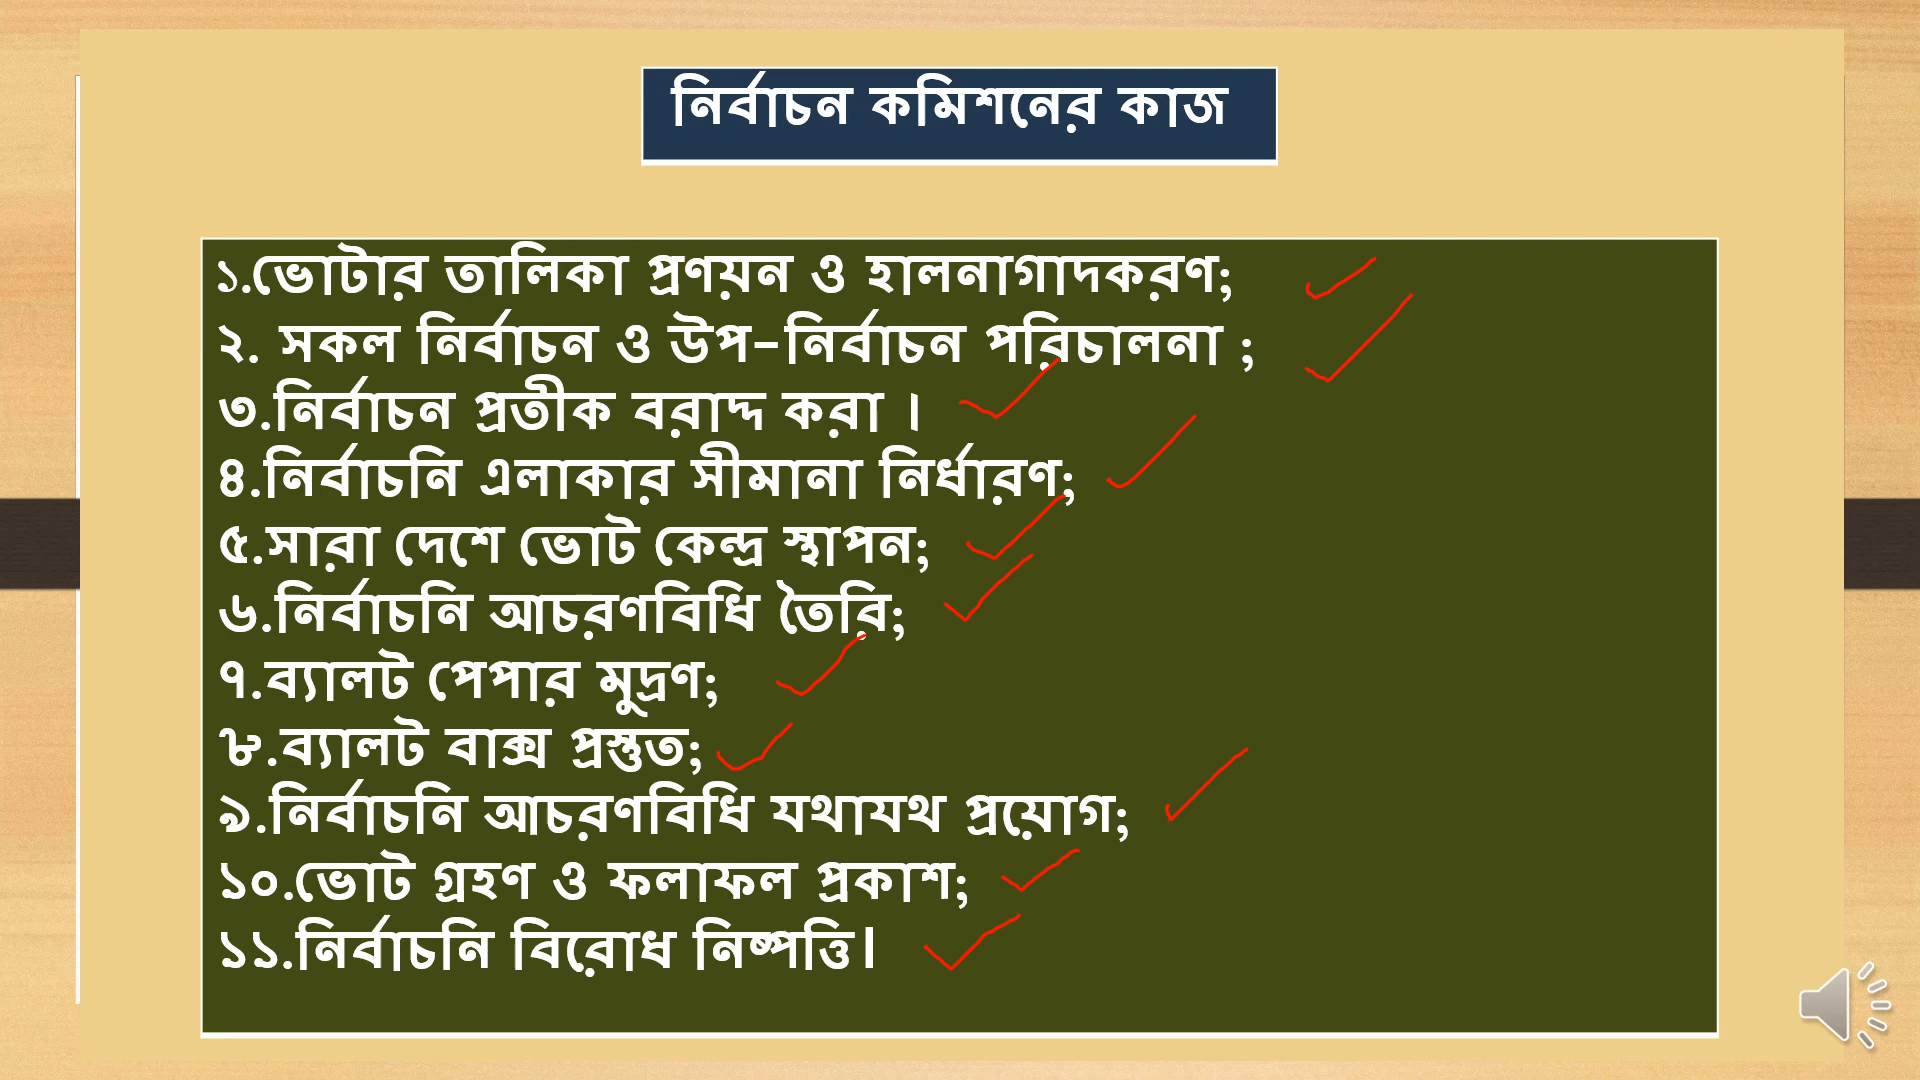 নির্বাচন কমিশনের কাজ
১.ভোটার তালিকা প্রণয়ন ও হালনাগাদকরণ;
২. সকল নির্বাচন ও উপ–নির্বাচন পরিচালনা ;
৩.নির্বাচন প্রতীক বরাদ্দ করা ।
৪.নির্বাচনি এলাকার সীমানা নির্ধারণ;
৫.সারা দেশে ভোট কেন্দ্র স্থাপন;
৬.নির্বাচনি আচরণবিধি তৈরি;
৭.ব্যালট পেপার মুদ্রণ;
৮.ব্যালট বাক্স প্রস্তুত;
৯.নির্বাচনি আচরণবিধি যথাযথ প্রয়োগ;
১০.ভোট গ্রহণ ও ফলাফল প্রকাশ;
১১.নির্বাচনি বিরোধ নিষ্পত্তি।